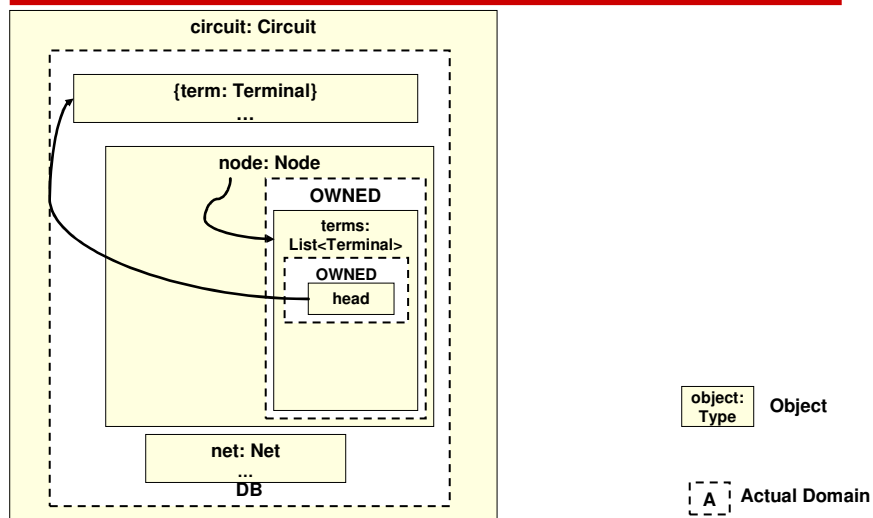 circuit: Circuit
{term: Terminal}
...
node: Node
OWNED
terms:
List<Terminal>
OWNED
head
net: Net
...
DB
object:
Type
Object
A
Actual Domain